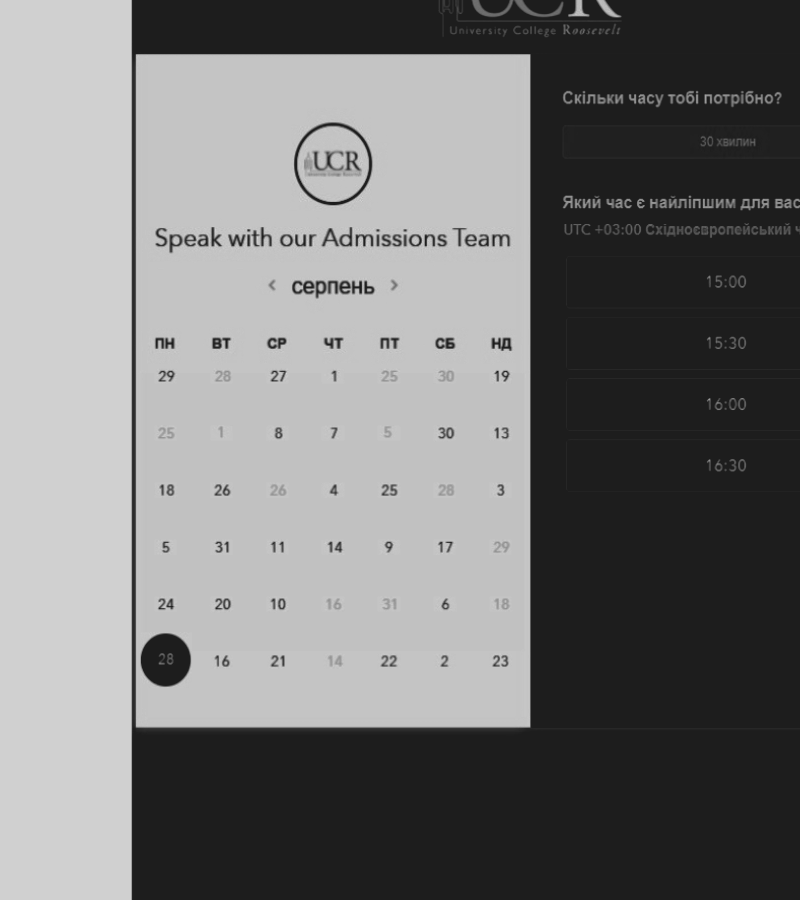 UCR
University College Roosevelt
UCR
Speak with our Admissions Team
‹ серпень ›
ПН ВТ СР ЧТ ПТ СБ НД
29 28 27 1 25 30 19
25 1 8 7 5 30 13
18 26 26 4 25 28 3
5 31 11 14 9 17 29
24 20 10 16 31 6 18
28 16 21 14 22 2 23
Скільки часу тобі потрібно?
30 хвилин
Який час є найліпшим для вас
UTC +03:00 Східноєвропейський ч
15:00
15:30
16:00
16:30